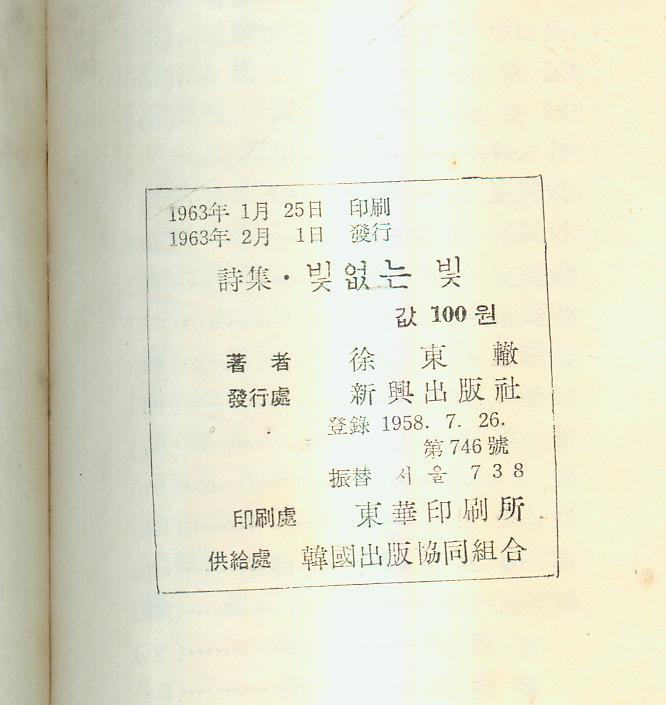 1963年 1月 25日 印刷
1963年 2月 1日 發行
詩集·빛없는 빛
값 100원
著者 徐東轍
發行處 新興出版社
登錄 1958. 7. 26.
第746號
振替 서울 738
印刷處 東華印刷所
供給處 韓國出版協同組合